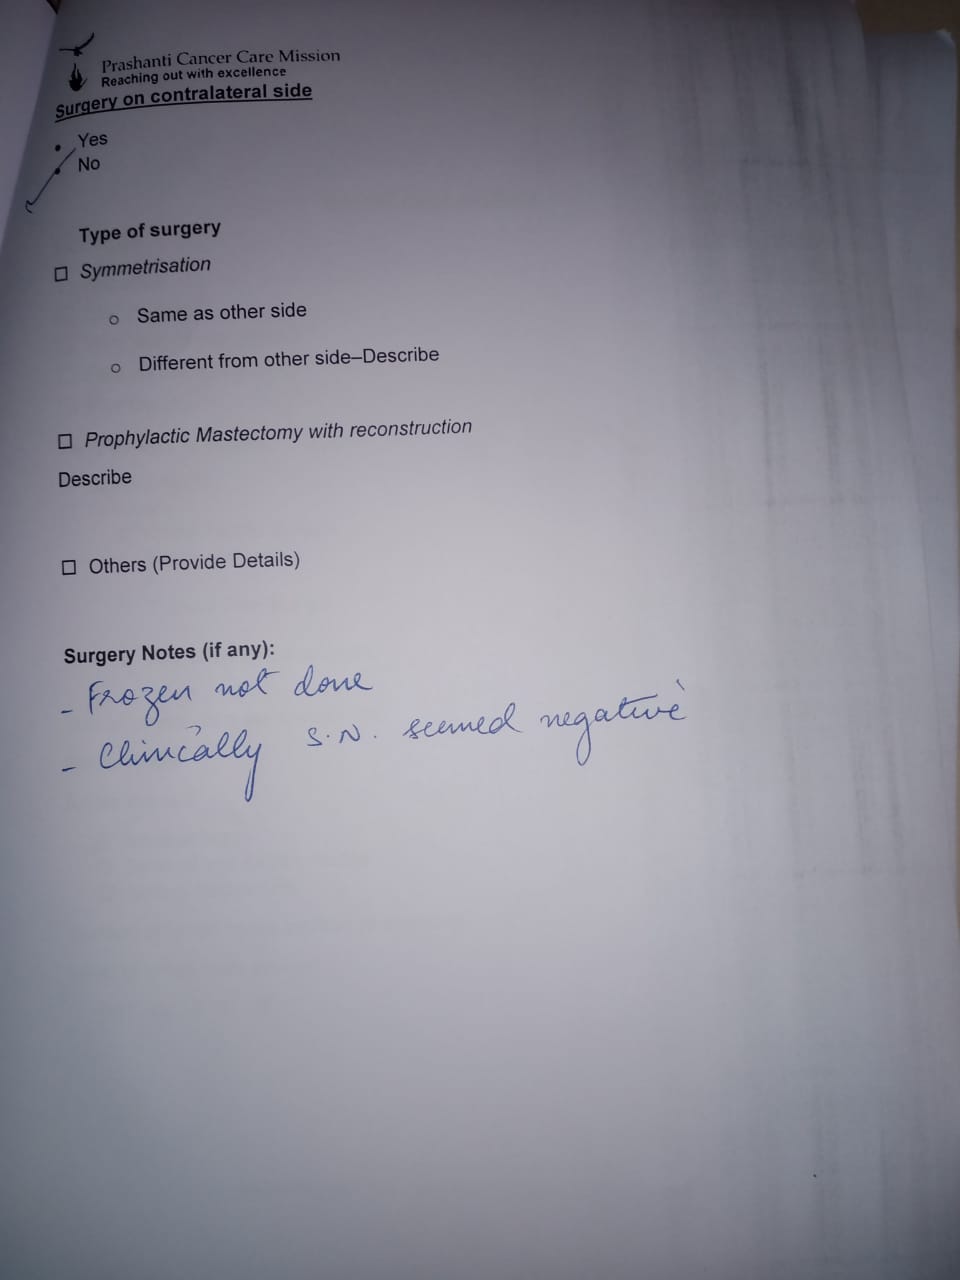 Prashanti Cancer Care Mission
Reaching out with excellence
Surgery on contralateral side
• Yes
• No
Type of surgery
☐ Symmetrisation
o Same as other side
o Different from other side–Describe
☐ Prophylactic Mastectomy with reconstruction
Describe
☐ Others (Provide Details)
Surgery Notes (if any):
- Frozen not done
- Clinically S.N. seemed negative